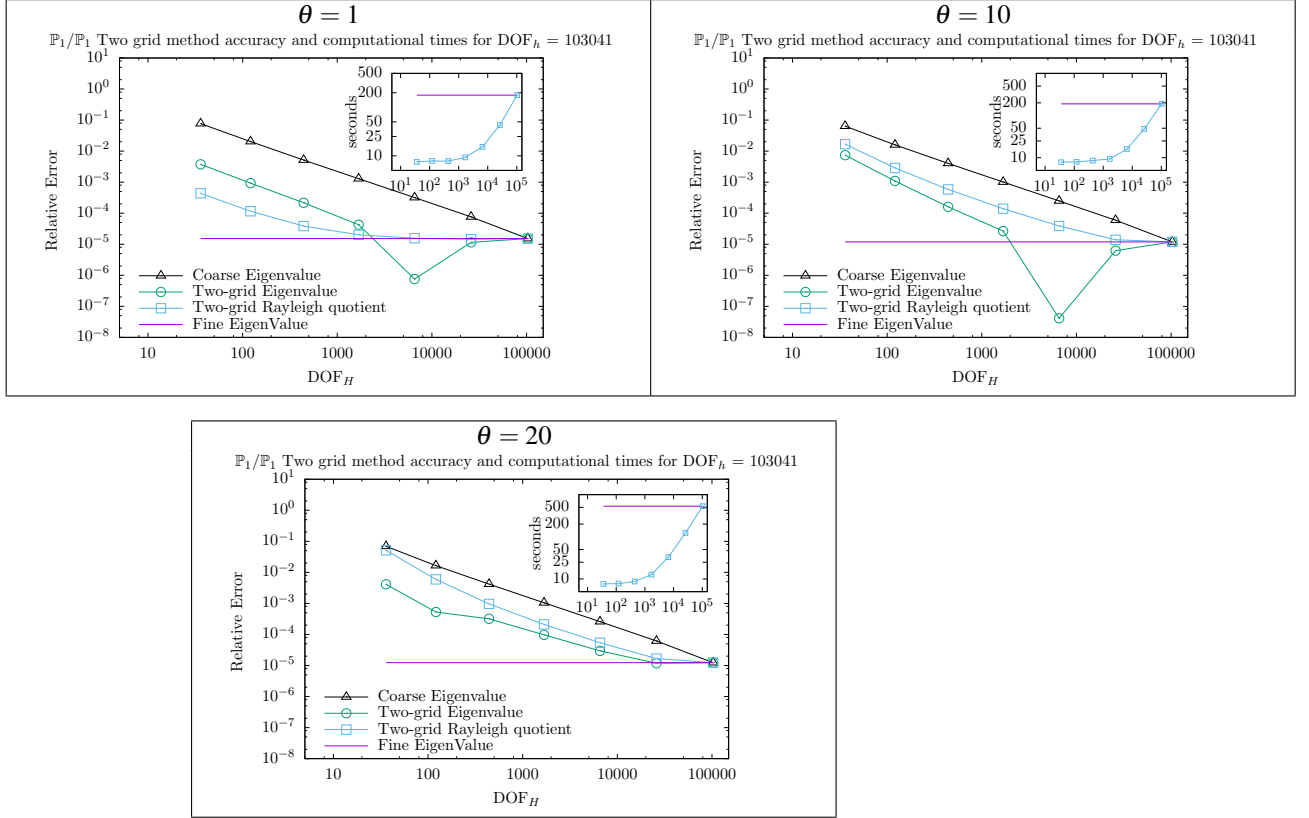 θ = 1
ℙ₁/ℙ₁ Two grid method accuracy and computational times for DOFₕ = 103041
10¹
10⁰
10⁻¹
10⁻²
10⁻³
10⁻⁴
10⁻⁵
10⁻⁶
10⁻⁷
10⁻⁸
Relative Error
500
200
50
25
10
seconds
10¹ 10² 10³ 10⁴ 10⁵
Coarse Eigenvalue
Two-grid Eigenvalue
Two-grid Rayleigh quotient
Fine EigenValue
10 100 1000 10000 100000
DOF_H
θ = 10
ℙ₁/ℙ₁ Two grid method accuracy and computational times for DOFₕ = 103041
10¹
10⁰
10⁻¹
10⁻²
10⁻³
10⁻⁴
10⁻⁵
10⁻⁶
10⁻⁷
10⁻⁸
Relative Error
500
200
50
25
10
seconds
10¹ 10² 10³ 10⁴ 10⁵
Coarse Eigenvalue
Two-grid Eigenvalue
Two-grid Rayleigh quotient
Fine EigenValue
10 100 1000 10000 100000
DOF_H
θ = 20
ℙ₁/ℙ₁ Two grid method accuracy and computational times for DOFₕ = 103041
10¹
10⁰
10⁻¹
10⁻²
10⁻³
10⁻⁴
10⁻⁵
10⁻⁶
10⁻⁷
10⁻⁸
Relative Error
500
200
50
25
10
seconds
10¹ 10² 10³ 10⁴ 10⁵
Coarse Eigenvalue
Two-grid Eigenvalue
Two-grid Rayleigh quotient
Fine EigenValue
10 100 1000 10000 100000
DOF_H